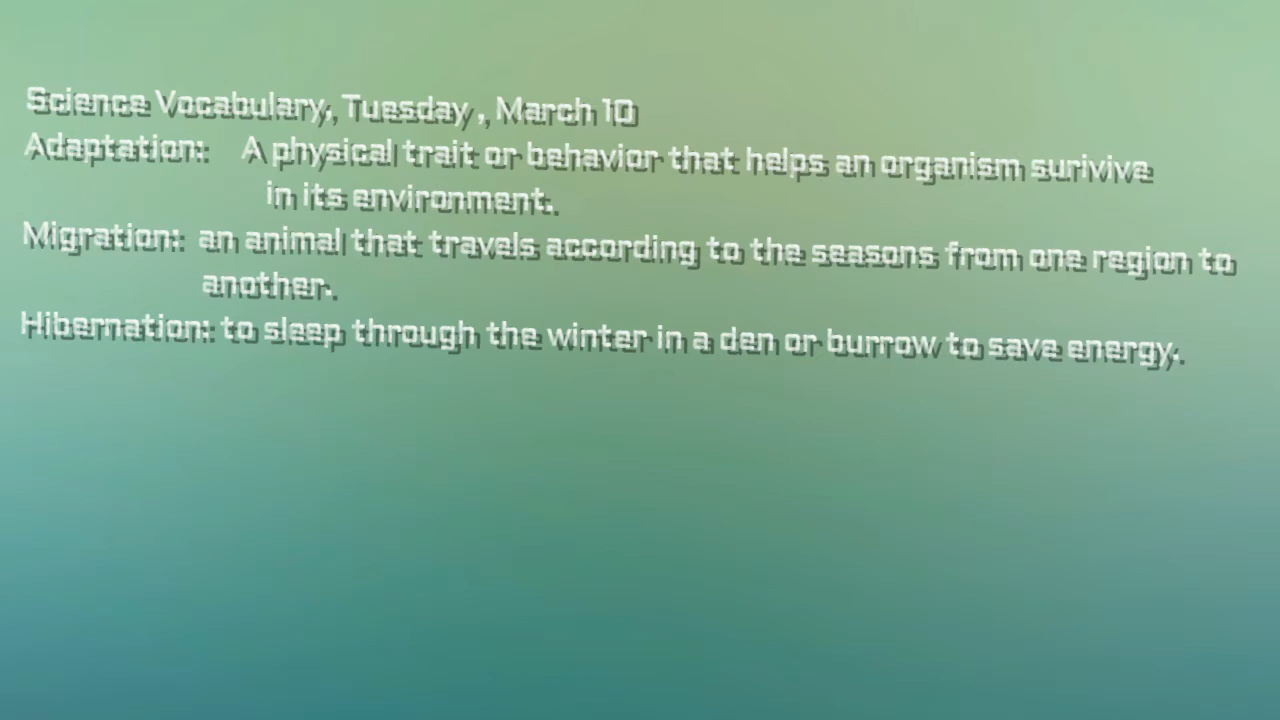 Science Vocabulary, Tuesday , March 10
Adaptation: A physical trait or behavior that helps an organism surivive
in its environment.
Migration: an animal that travels according to the seasons from one region to
another.
Hibernation: to sleep through the winter in a den or burrow to save energy.